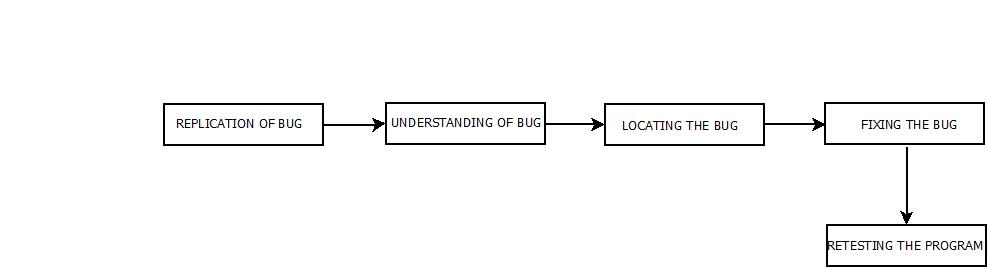 REPLICATION OF BUG
UNDERSTANDING OF BUG
LOCATING THE BUG
FIXING THE BUG
RETESTING THE PROGRAM